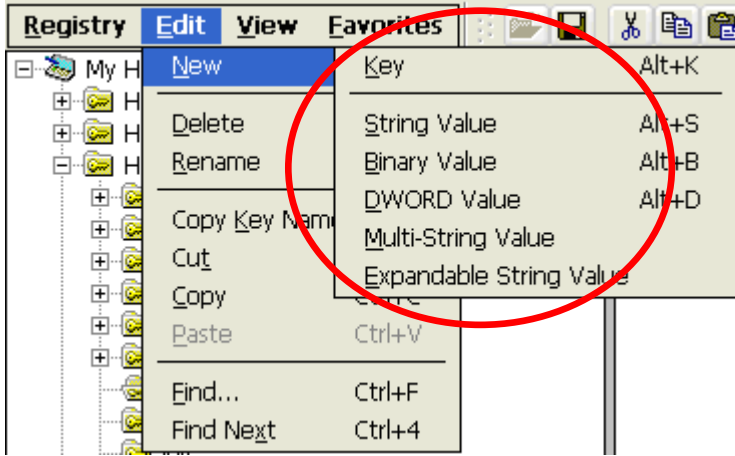 Registry Edit View Favorites
My H
H
H
H
New
Delete
Rename
Copy Key Nam
Cut
Copy Ctrl+C
Paste Ctrl+V
Find... Ctrl+F
Find Next Ctrl+4
Key Alt+K
String Value Alt+S
Binary Value Alt+B
DWORD Value Alt+D
Multi-String Value
Expandable String Value